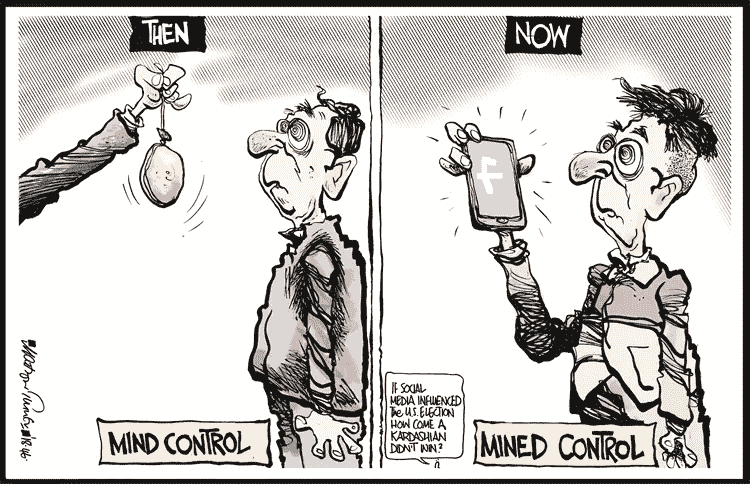 THEN
NOW
f
MIND CONTROL
IF SOCIAL
MEDIA INFLUENCED
THE U.S. ELECTION
HOW COME A
KARDASHIAN
DIDN'T WIN?
MINED CONTROL